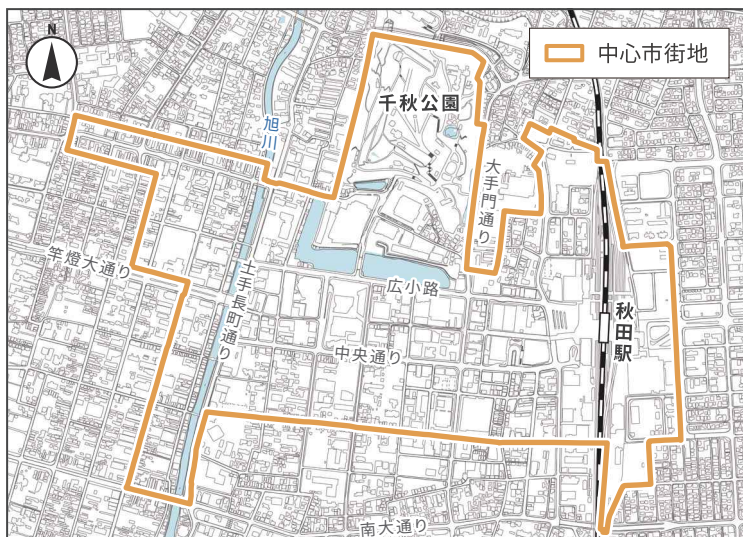 N
中心市街地
千秋公園
旭川
大手門通り
竿燈大通り
土手長町通り
広小路
秋田駅
中央通り
南大通り